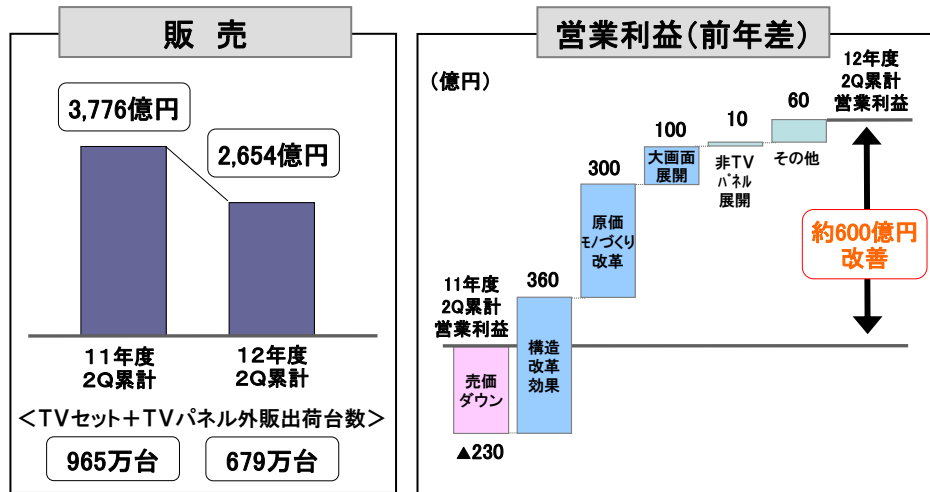 販 売
3,776億円
2,654億円
11年度
2Q累計
12年度
2Q累計
＜TVセット＋TVパネル外販出荷台数＞
965万台
679万台
営業利益(前年差)
(億円)
12年度
2Q累計
営業利益
60
10
100
300
360
その他
非TV
ﾊﾟﾈﾙ
展開
大画面
展開
原価
ﾓﾉづくり
改革
約600億円
改善
11年度
2Q累計
営業利益
構造
改革
効果
売価
ダウン
▲230